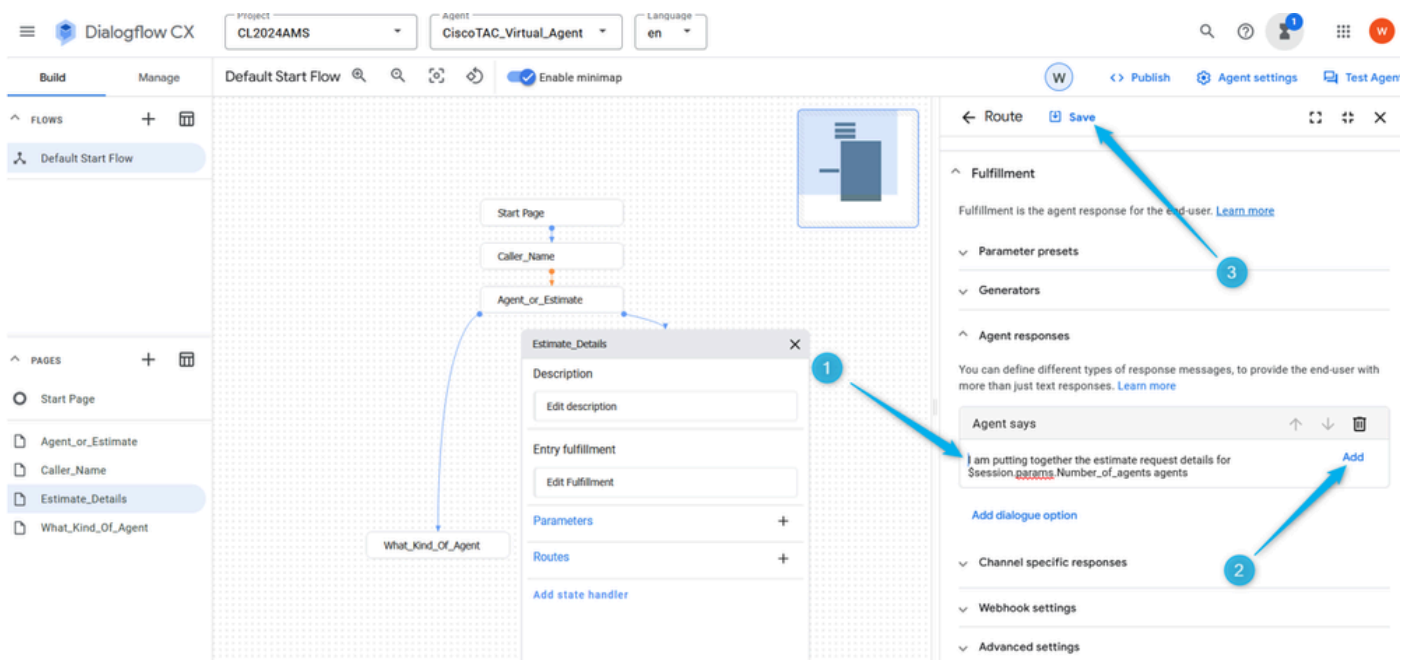 Dialogflow CX
Project
CL2024AMS
Agent
CiscoTAC_Virtual_Agent
Language
en
1
W
Build
Manage
Default Start Flow
Enable minimap
W
<> Publish
Agent settings
Test Agent
FLOWS
Default Start Flow
PAGES
Start Page
Agent_or_Estimate
Caller_Name
Estimate_Details
What_Kind_Of_Agent
Start Page
Caller_Name
Agent_or_Estimate
What_Kind_Of_Agent
Estimate_Details
Description
Edit description
Entry fulfillment
Edit Fulfillment
Parameters
Routes
Add state handler
Route
Save
Fulfillment
Fulfillment is the agent response for the end-user. Learn more
Parameter presets
3
Generators
Agent responses
1
You can define different types of response messages, to provide the end-user with
more than just text responses. Learn more
Agent says
I am putting together the estimate request details for
$session.params.Number_of_agents agents
Add
Add dialogue option
Channel specific responses
2
Webhook settings
Advanced settings